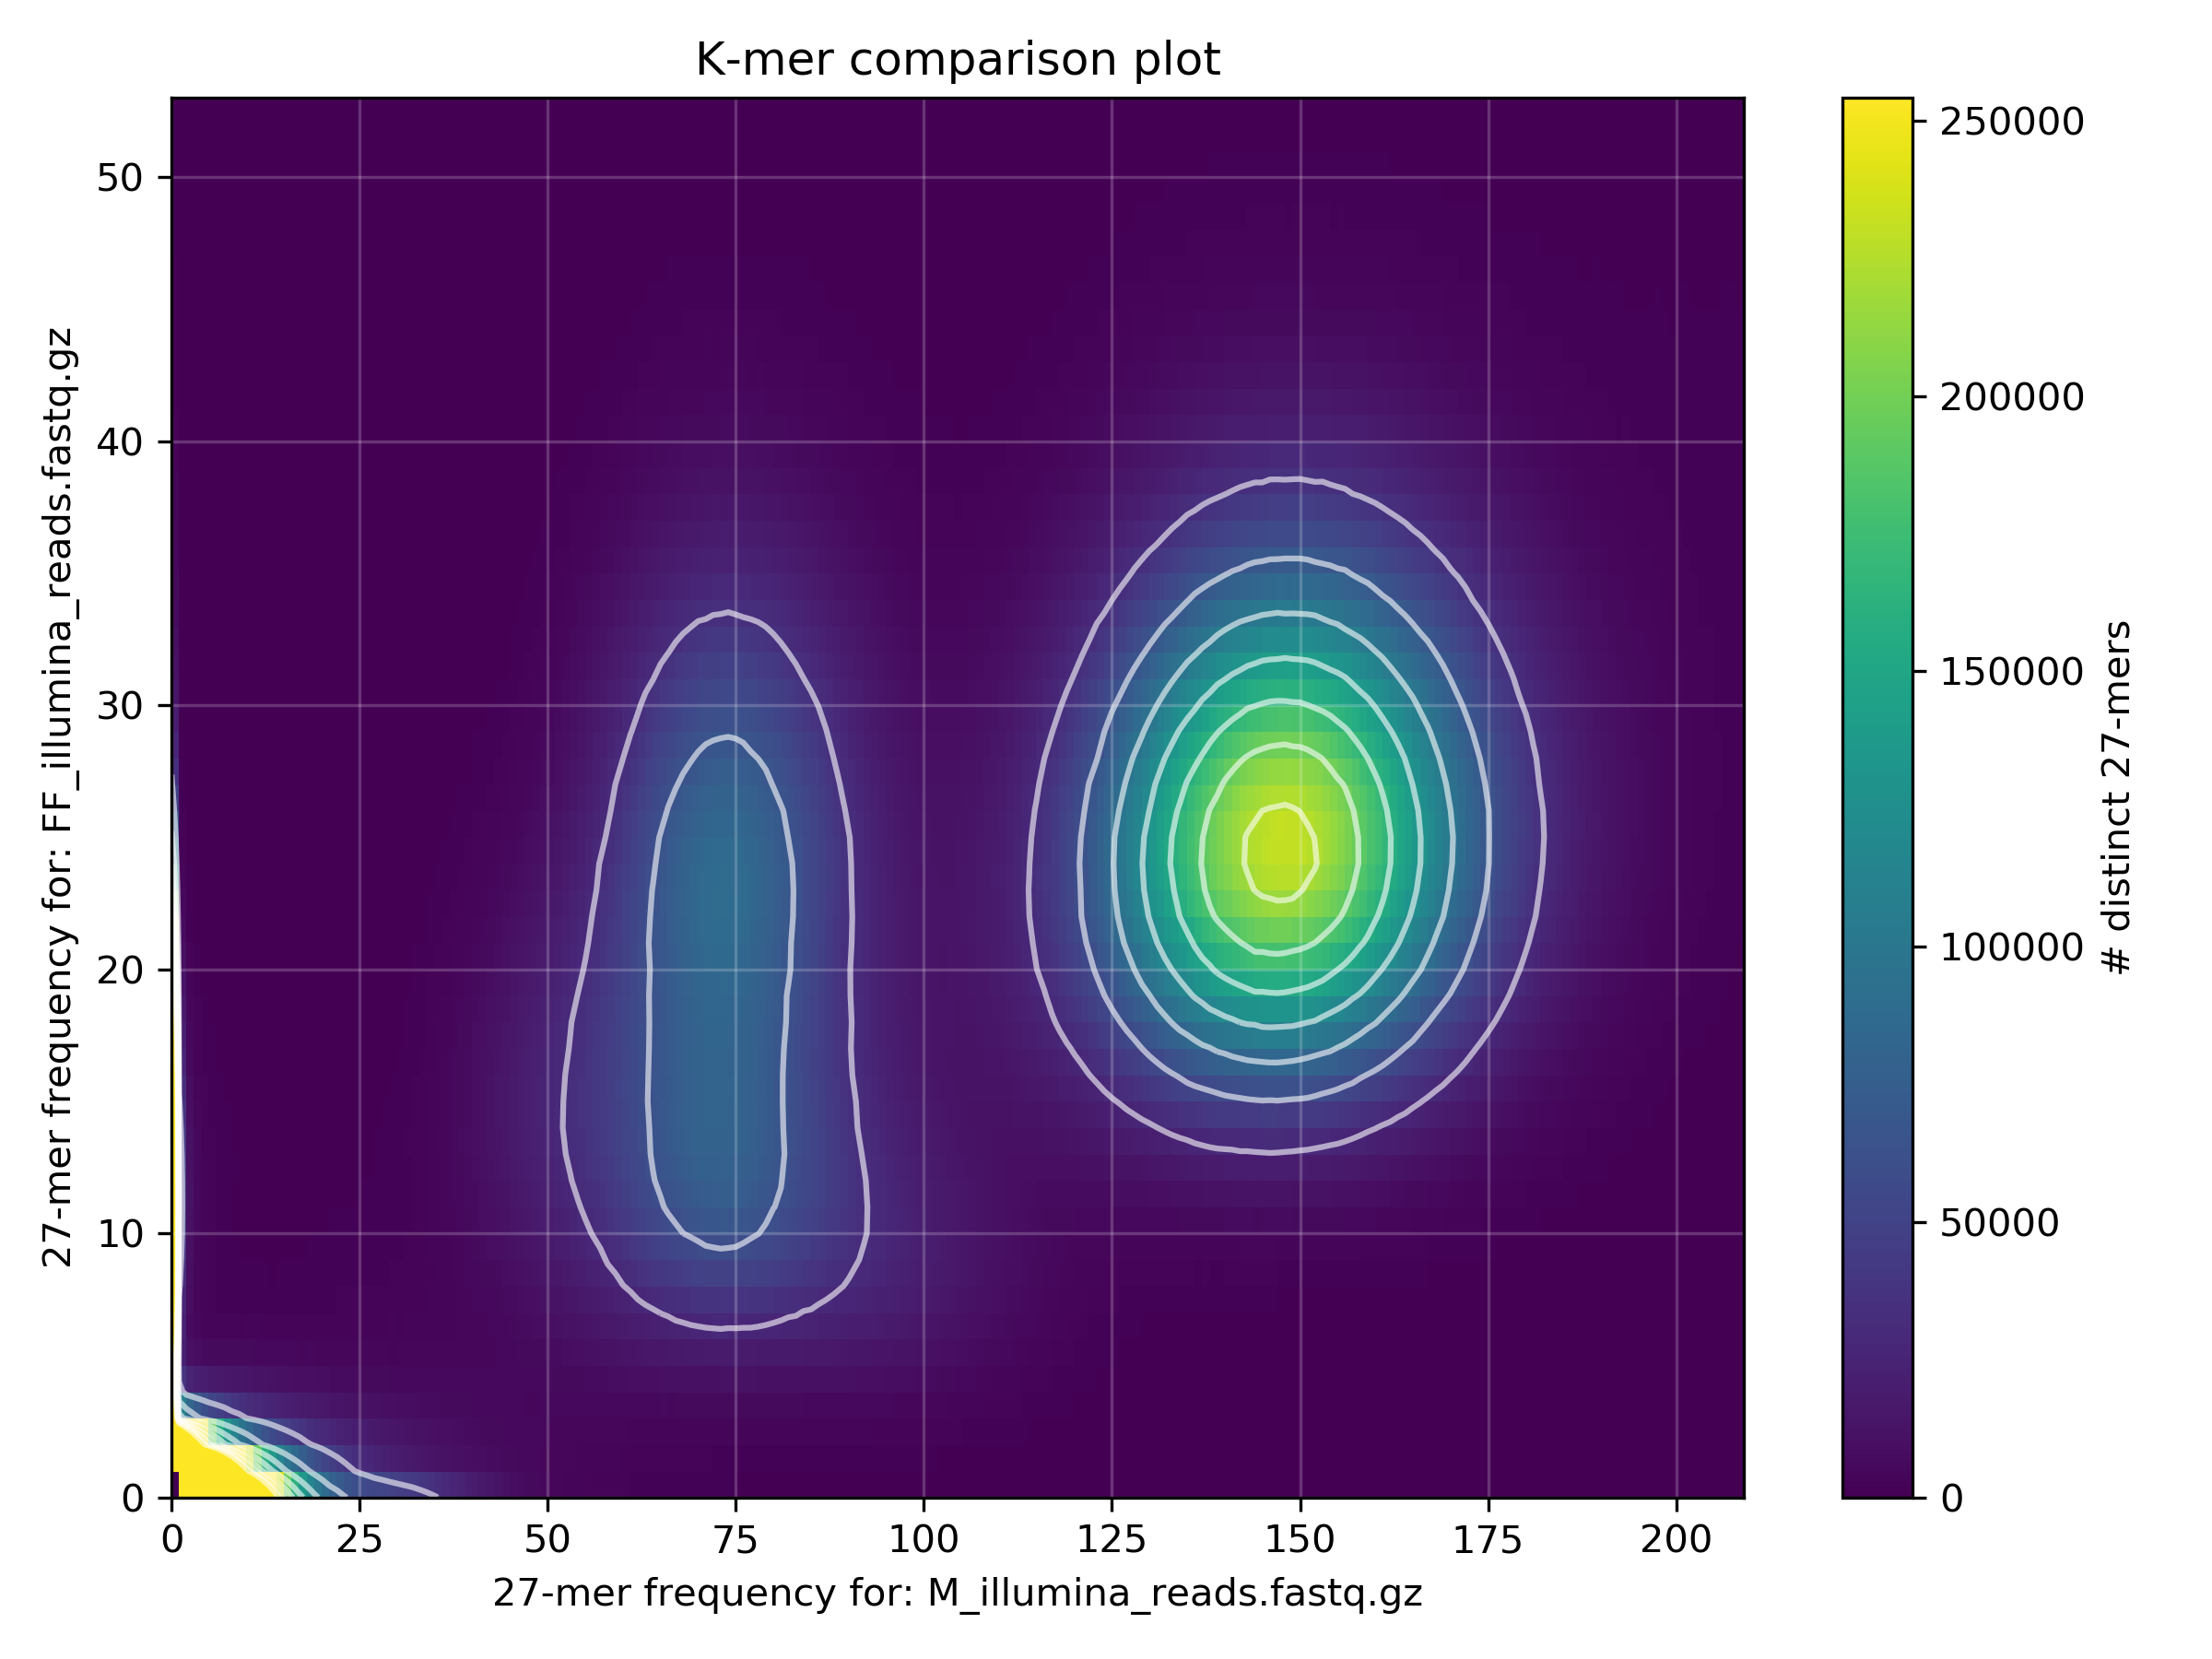 K-mer comparison plot
27-mer frequency for: FF_illumina_reads.fastq.gz
50
40
30
20
10
0
0 25 50 75 100 125 150 175 200
27-mer frequency for: M_illumina_reads.fastq.gz
250000
200000
150000
100000
50000
0
# distinct 27-mers